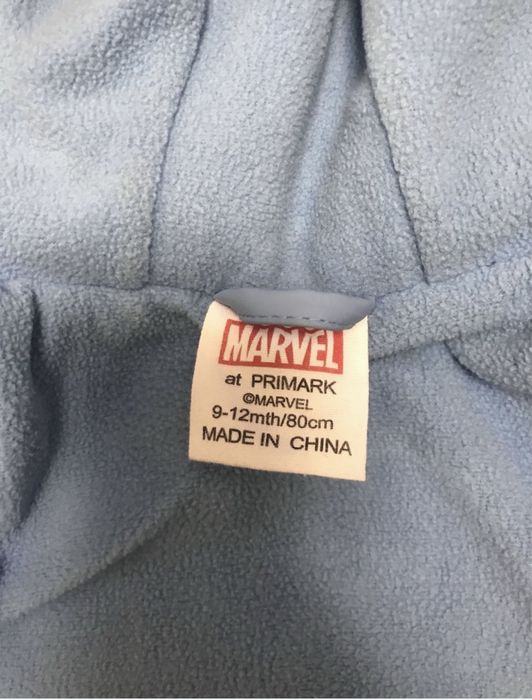 MARVEL
at PRIMARK
©MARVEL
9-12mth/80cm
MADE IN CHINA